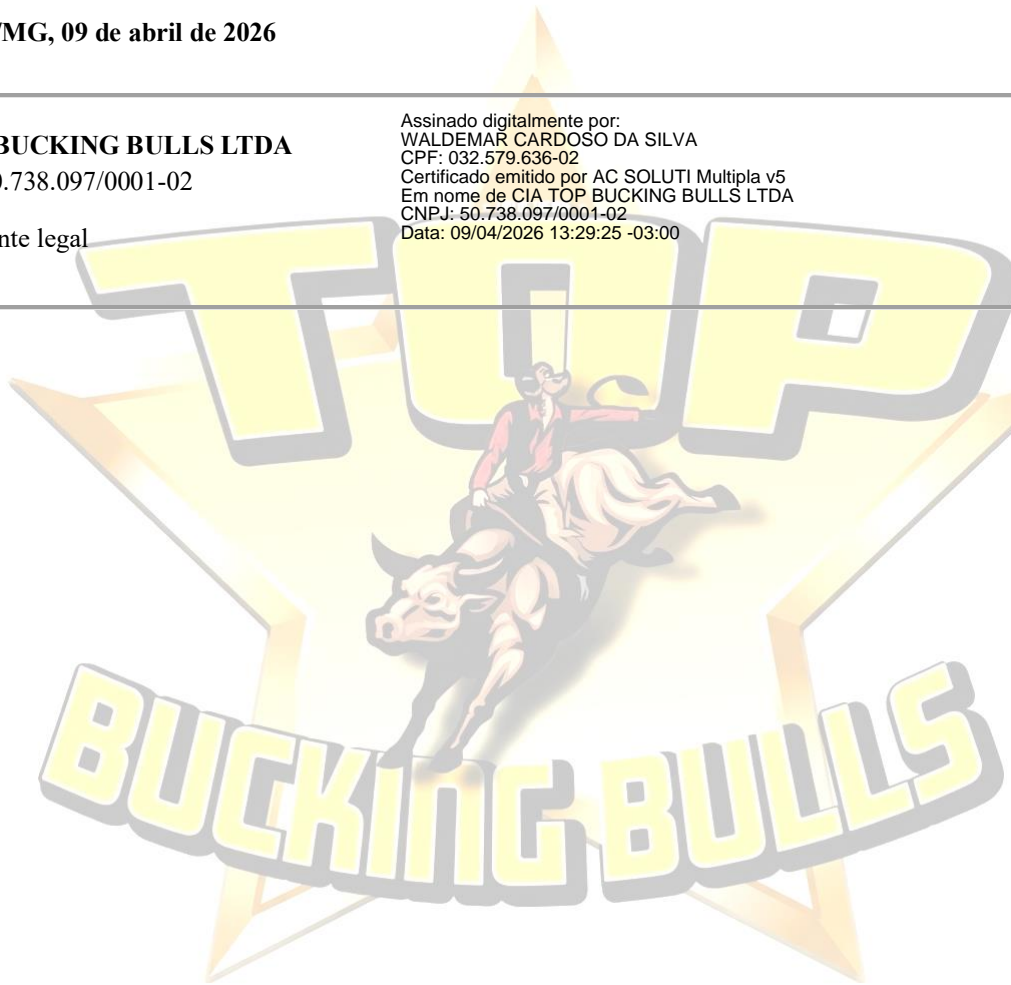 /MG, 09 de abril de 2026
BUCKING BULLS LTDA
0.738.097/0001-02
nte legal
Assinado digitalmente por:
WALDEMAR CARDOSO DA SILVA
CPF: 032.579.636-02
Certificado emitido por AC SOLUTI Multipla v5
Em nome de CIA TOP BUCKING BULLS LTDA
CNPJ: 50.738.097/0001-02
Data: 09/04/2026 13:29:25 -03:00
TOP
BUCKING BULLS